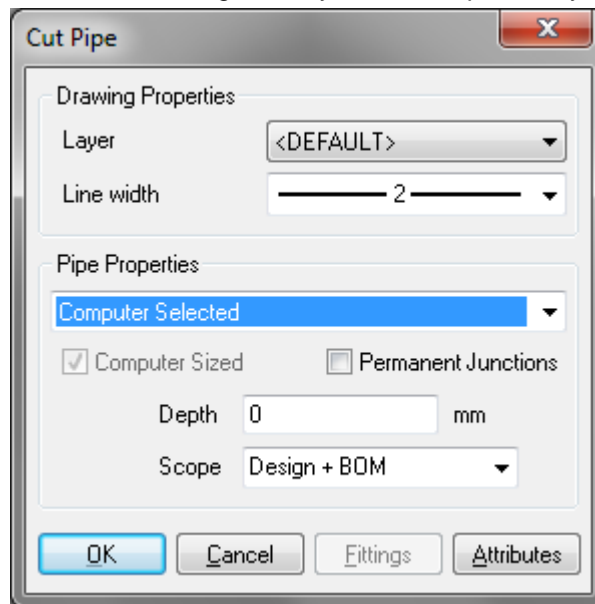 Cut Pipe
x
Drawing Properties
Layer <DEFAULT>
Line width 2
Pipe Properties
Computer Selected
Computer Sized Permanent Junctions
Depth 0 mm
Scope Design + BOM
OK Cancel Fittings Attributes